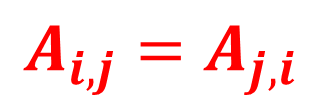 A_{i,j} = A_{j,i}